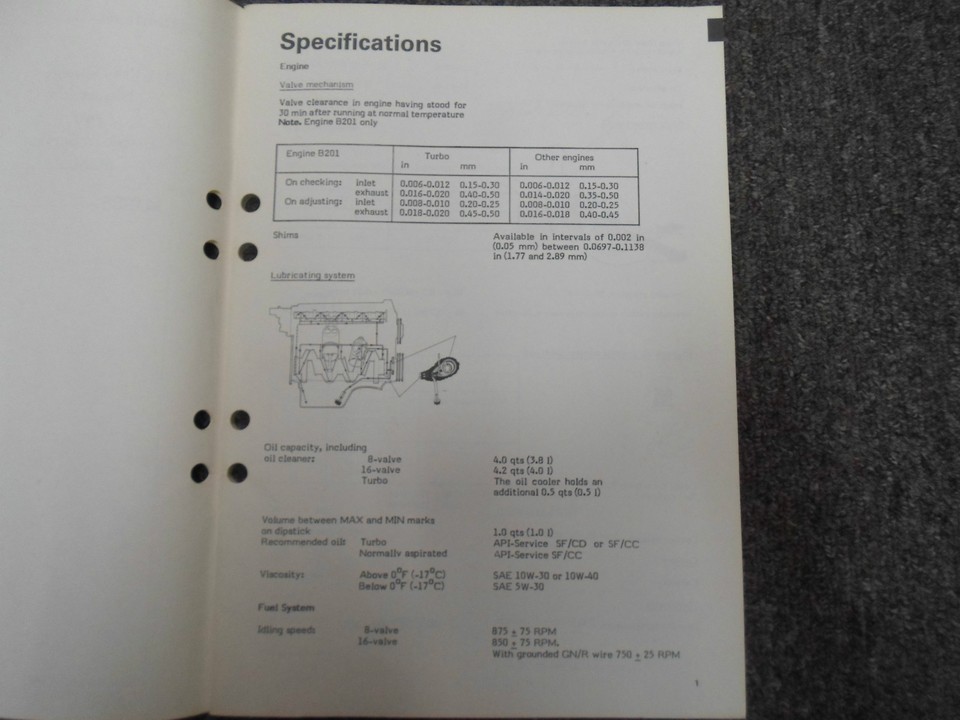 Specifications
Engine
Valve mechanism
Valve clearance in engine having stood for
30 min after running at normal temperature
Note. Engine B201 only
Engine B201 Turbo Other engines
in mm in mm
On checking: inlet 0.006-0.012 0.15-0.30 0.006-0.012 0.15-0.30
exhaust 0.016-0.020 0.40-0.50 0.014-0.020 0.35-0.50
On adjusting: inlet 0.008-0.010 0.20-0.25 0.008-0.010 0.20-0.25
exhaust 0.018-0.020 0.45-0.50 0.016-0.018 0.40-0.45
Shims Available in intervals of 0.002 in
(0.05 mm) between 0.0697-0.1138
in (1.77 and 2.89 mm)
Lubricating system
Oil capacity, including
oil cleaner: 8-valve 4.0 qts (3.8 l)
16-valve 4.2 qts (4.0 l)
Turbo The oil cooler holds an
additional 0.5 qts (0.5 l)
Volume between MAX and MIN marks
on dipstick 1.0 qts (1.0 l)
Recommended oil: Turbo API-Service SF/CD or SF/CC
Normally aspirated API-Service SF/CC
Viscosity: Above 0°F (-17°C) SAE 10W-30 or 10W-40
Below 0°F (-17°C) SAE 5W-30
Fuel System
Idling speed: 8-valve 875 ± 75 RPM
16-valve 850 ± 75 RPM.
With grounded GN/R wire 750 ± 25 RPM
1